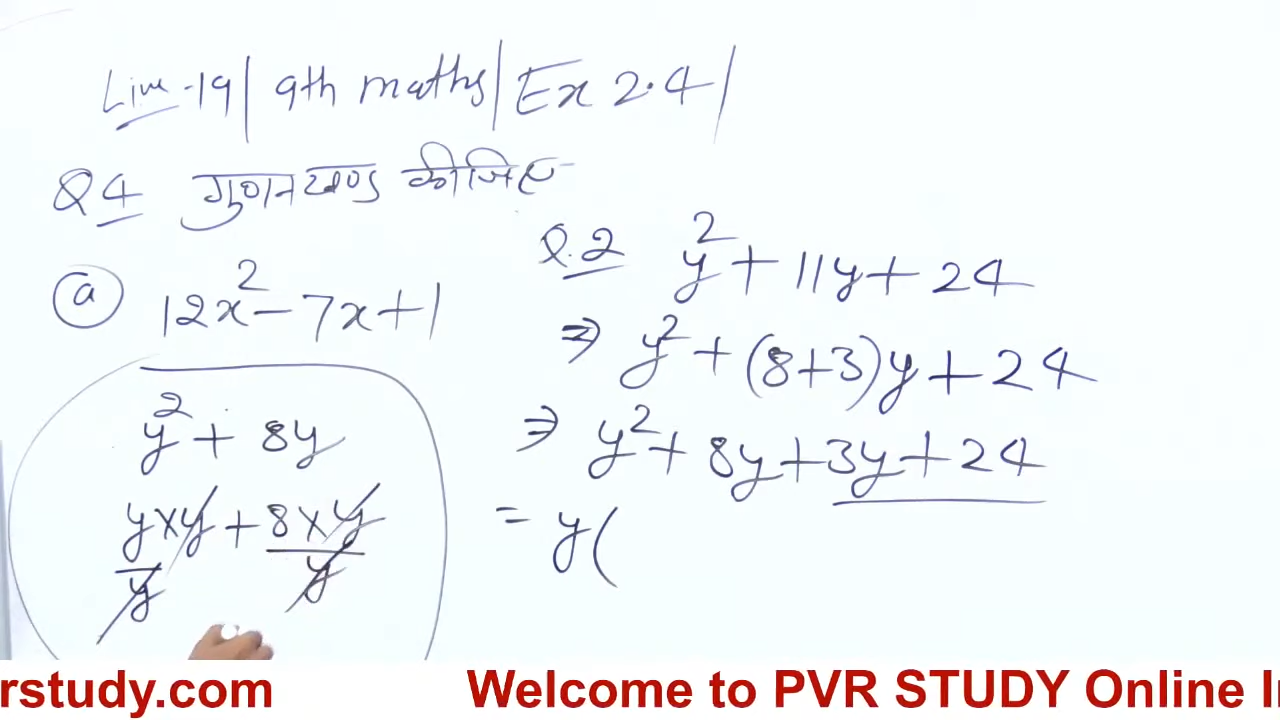 Live-19 | 9th maths | Ex 2.4 |
Q4 गुणनखण्ड कीजिए
(a) 12x² - 7x + 1
y² + 8y
y×y/y + 8×y/y
Q.2 y² + 11y + 24
⇒ y² + (8+3)y + 24
⇒ y² + 8y + 3y + 24
= y(
rstudy.com Welcome to PVR STUDY Online I